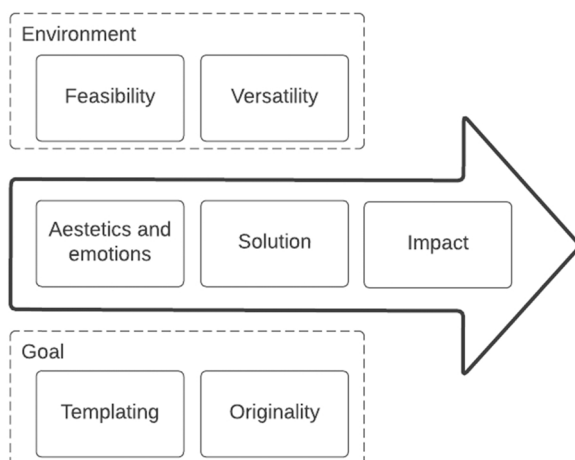 Environment
Feasibility
Versatility
Aestetics and
emotions
Solution
Impact
Goal
Templating
Originality